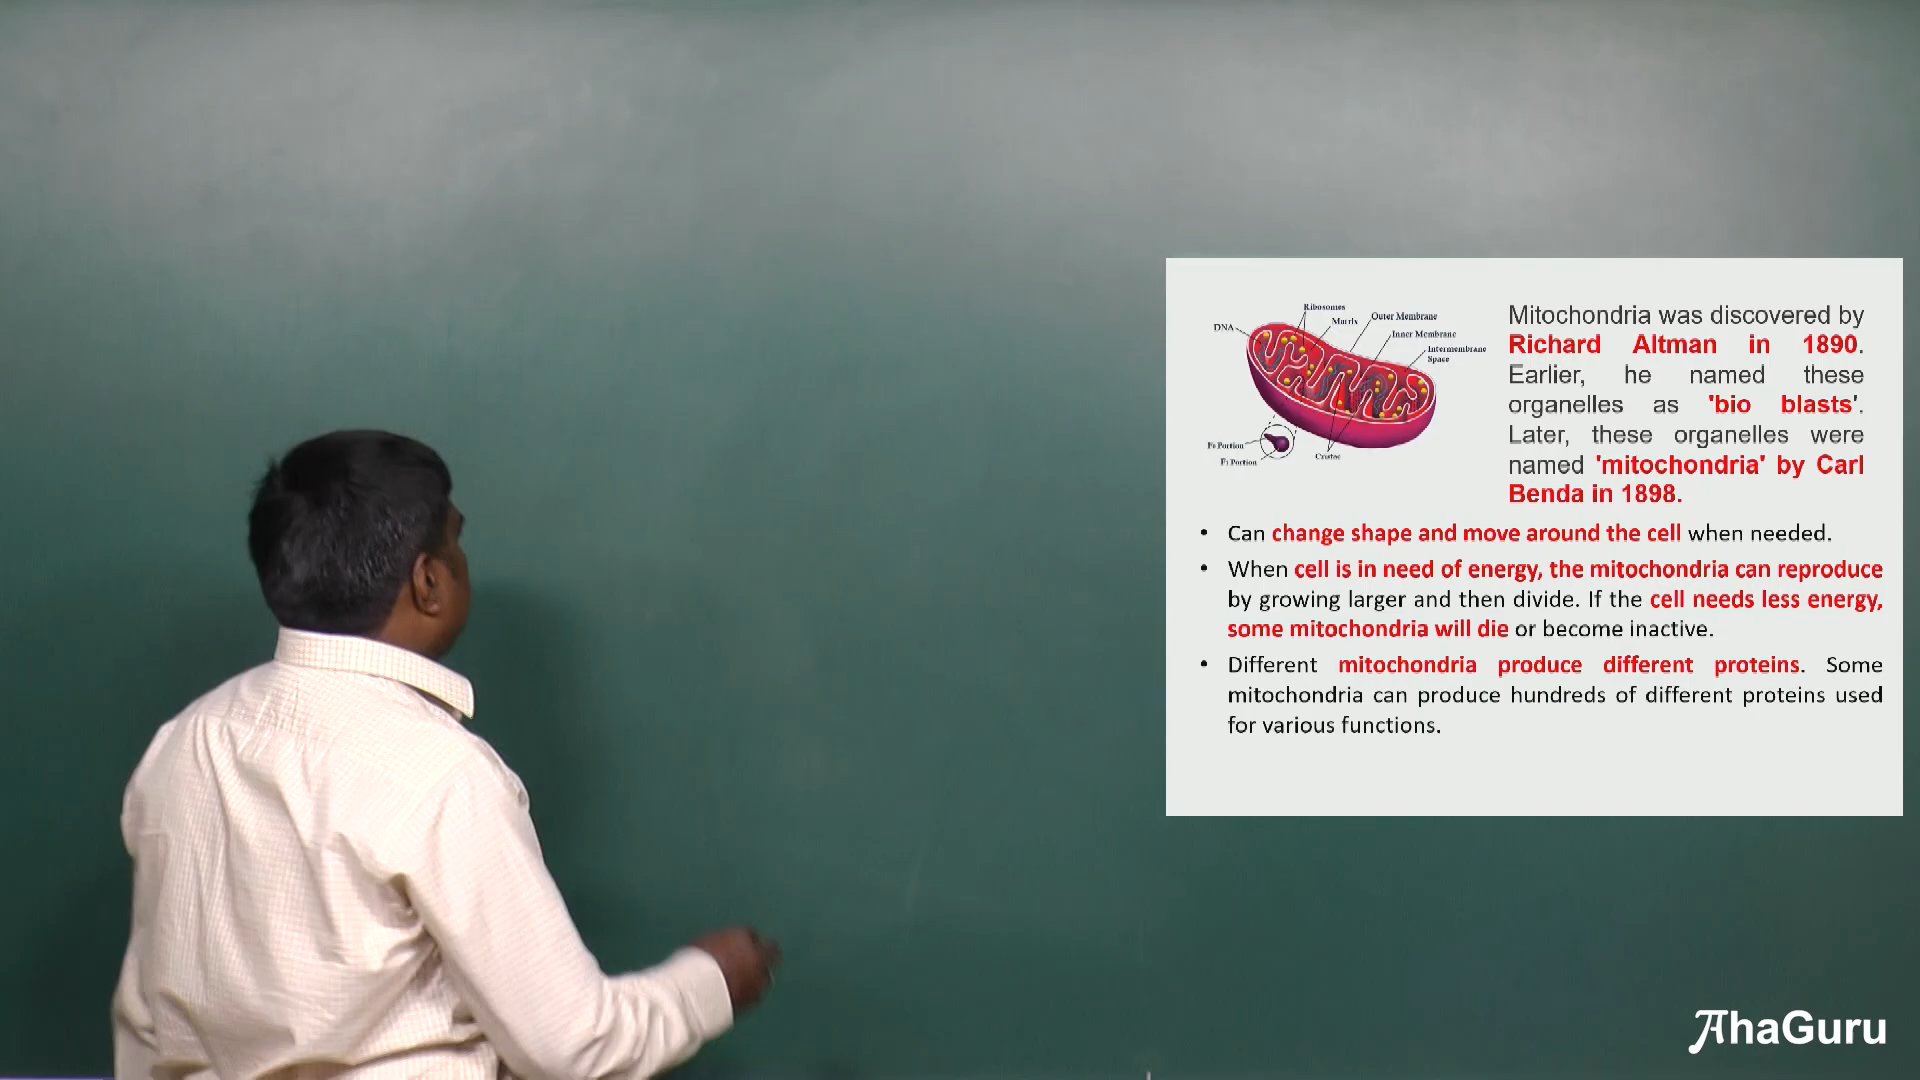 Ribosomes
Outer Membrane
Matrix
DNA
Inner Membrane
Intermembrane
Space
F₀ Portion
F₁ Portion
Cristae
Mitochondria was discovered by
Richard Altman in 1890.
Earlier, he named these
organelles as 'bio blasts'.
Later, these organelles were
named 'mitochondria' by Carl
Benda in 1898.
• Can change shape and move around the cell when needed.
• When cell is in need of energy, the mitochondria can reproduce
by growing larger and then divide. If the cell needs less energy,
some mitochondria will die or become inactive.
• Different mitochondria produce different proteins. Some
mitochondria can produce hundreds of different proteins used
for various functions.
AhaGuru